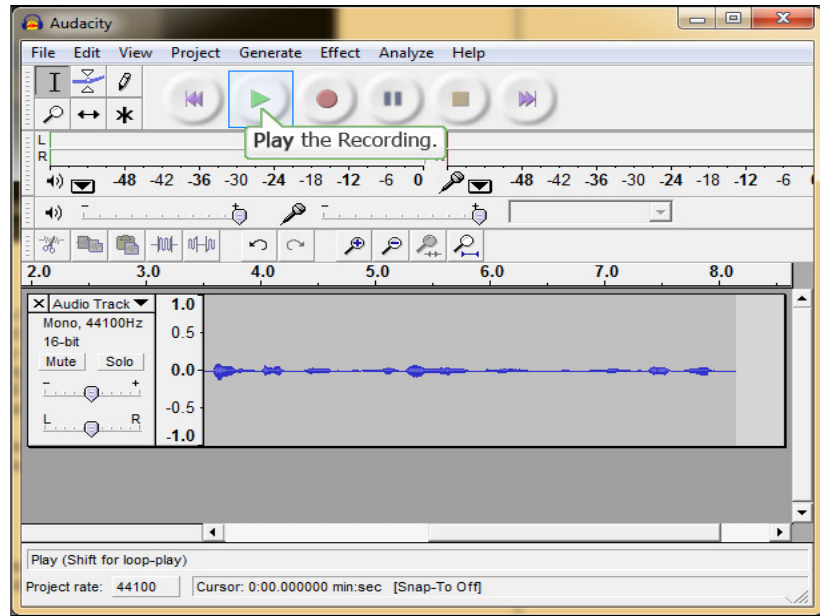 Audacity
File Edit View Project Generate Effect Analyze Help
Play the Recording.
L
R
-48 -42 -36 -30 -24 -18 -12 -6 0 -48 -42 -36 -30 -24 -18 -12 -6
2.0 3.0 4.0 5.0 6.0 7.0 8.0
Audio Track
Mono, 44100Hz
16-bit
Mute Solo
- +
L R
1.0
0.5
0.0
-0.5
-1.0
Play (Shift for loop-play)
Project rate: 44100 Cursor: 0:00.000000 min:sec [Snap-To Off]